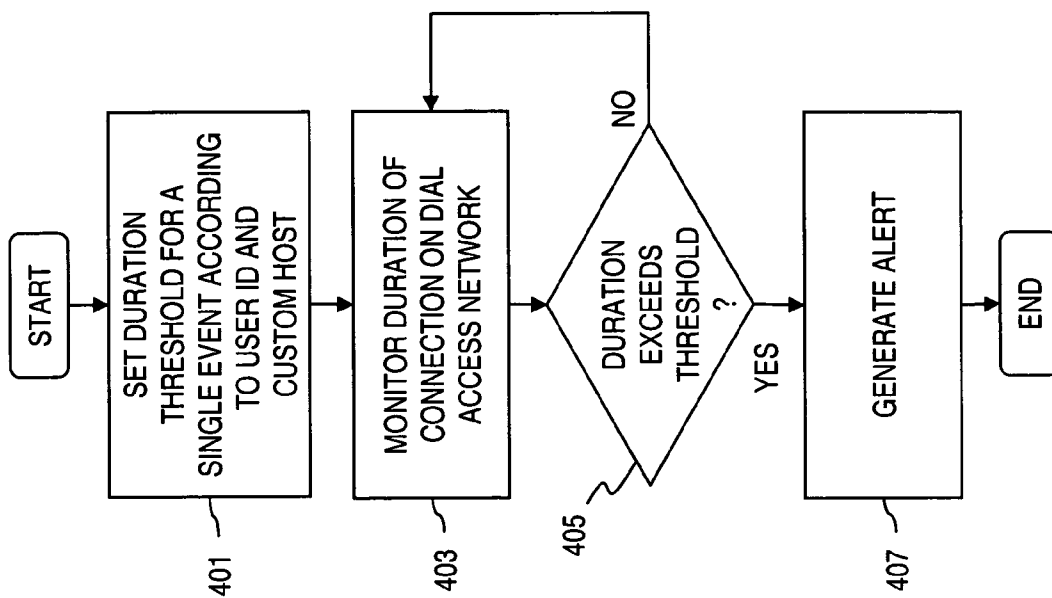 START
SET DURATION
THRESHOLD FOR A
SINGLE EVENT ACCORDING
TO USER ID AND
CUSTOM HOST
401
MONITOR DURATION OF
CONNECTION ON DIAL
ACCESS NETWORK
403
DURATION
EXCEEDS
THRESHOLD
?
405
NO
YES
GENERATE ALERT
407
END